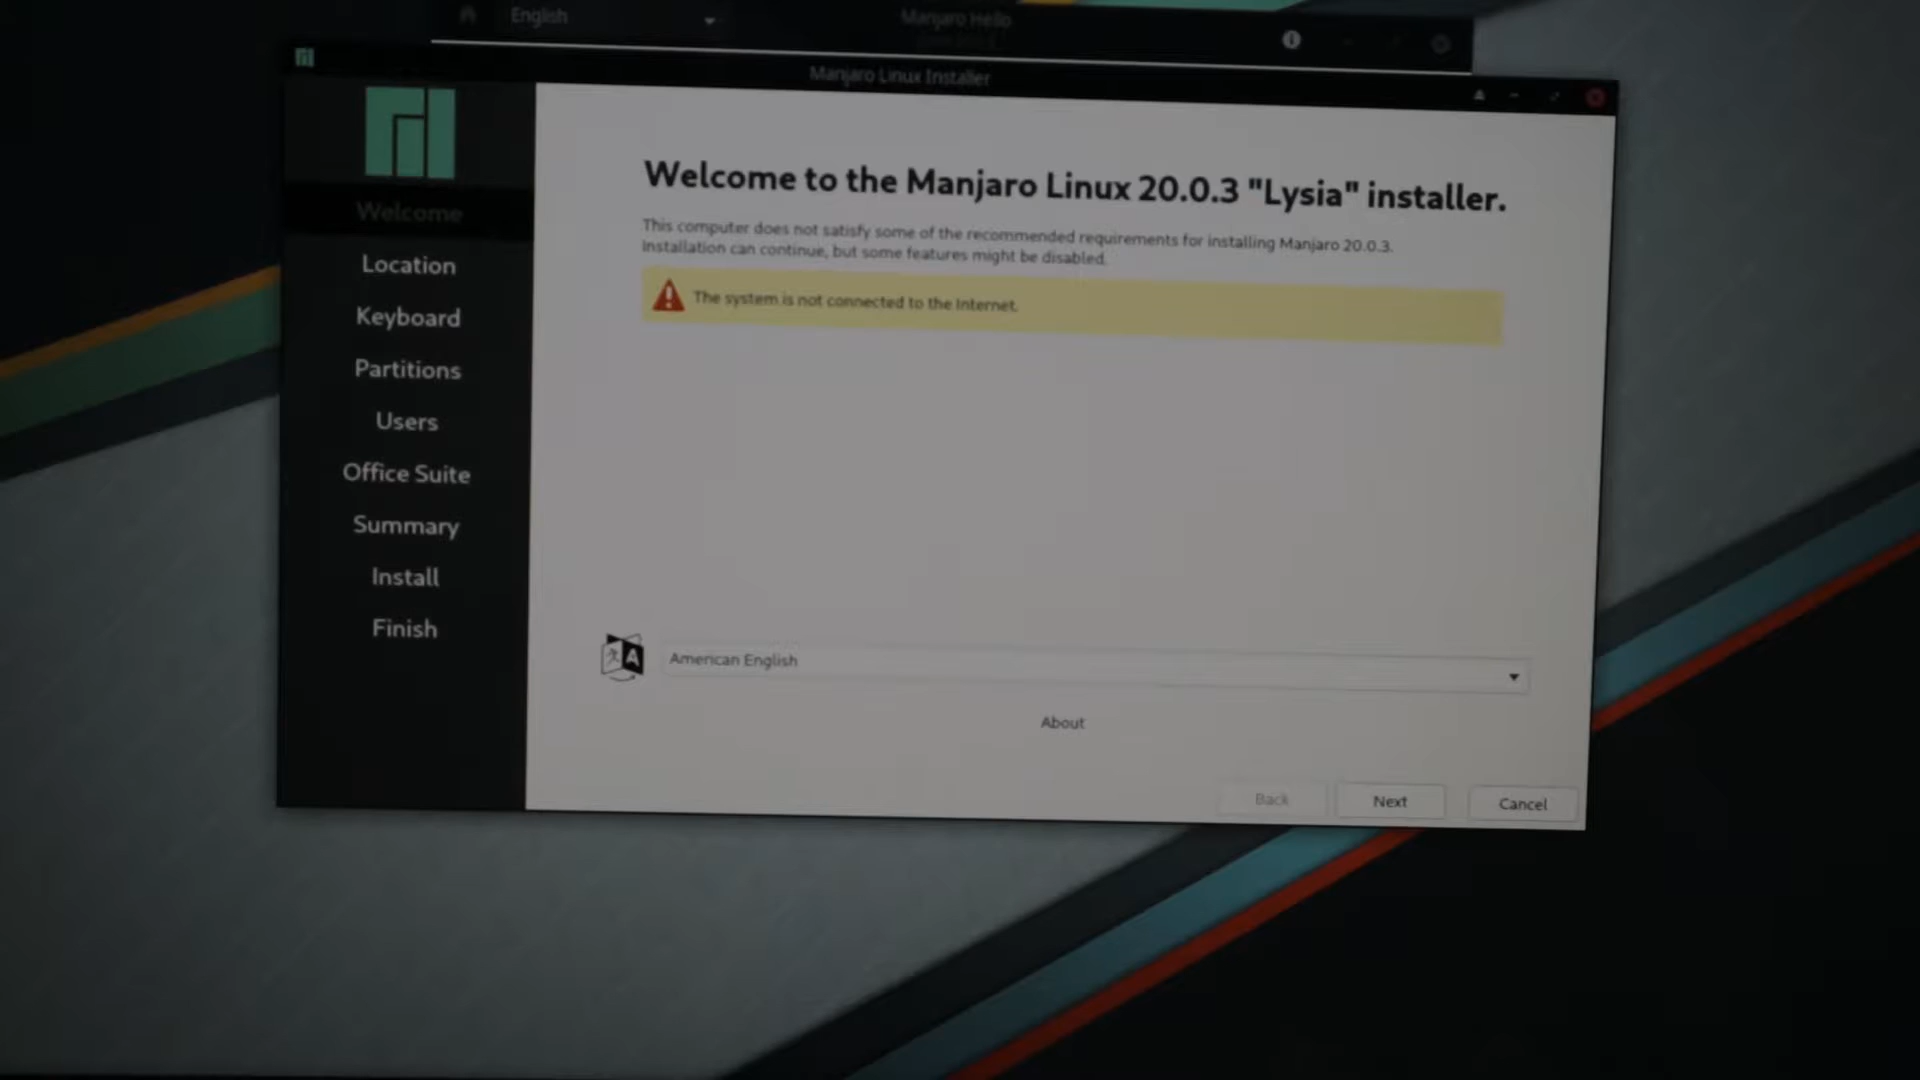 English
Manjaro Hello
Manjaro Linux Installer
Welcome
Location
Keyboard
Partitions
Users
Office Suite
Summary
Install
Finish
Welcome to the Manjaro Linux 20.0.3 "Lysia" installer.
This computer does not satisfy some of the recommended requirements for installing Manjaro 20.0.3.
Installation can continue, but some features might be disabled.
The system is not connected to the Internet.
American English
About
Back
Next
Cancel